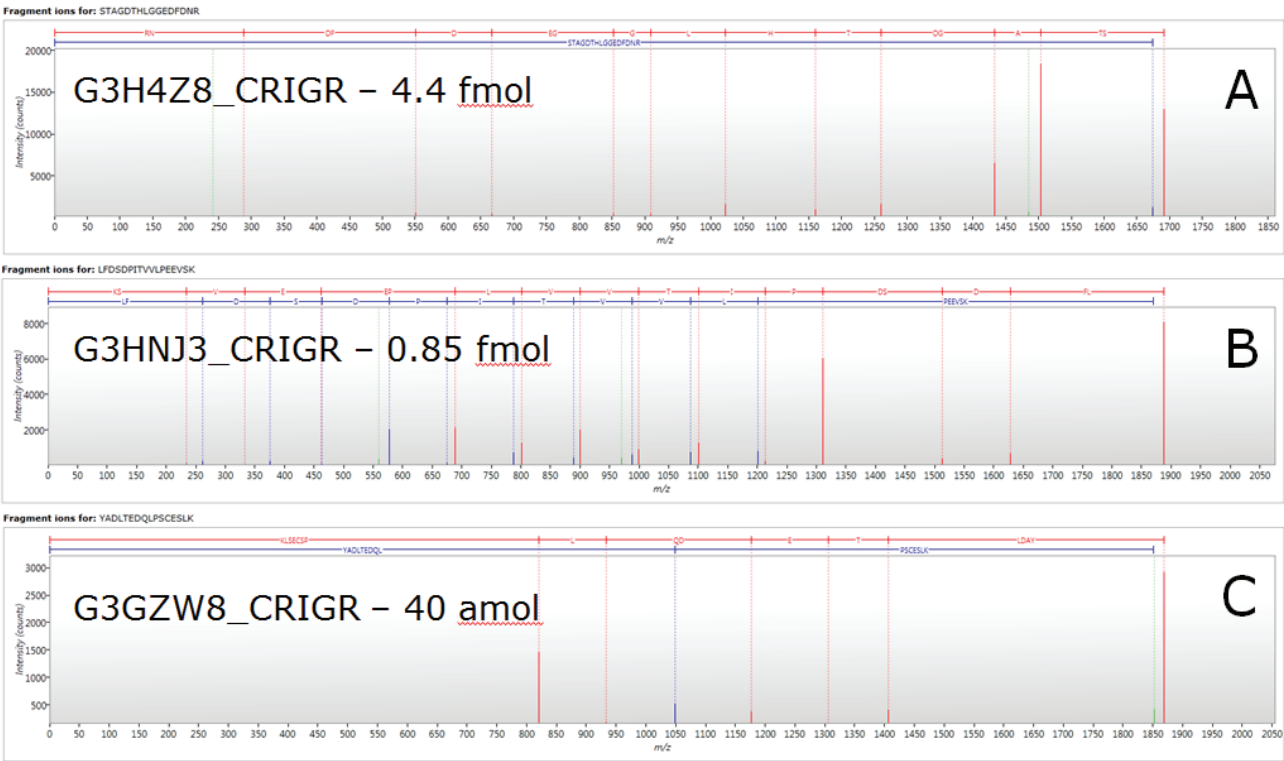 Fragment ions for: STAGDTHLGGEDFDNR
RN DF D EG G L H T DG A TS
STAGDTHLGGEDFDNR
G3H4Z8_CRIGR – 4.4 fmol
A
Intensity (counts)
20000
15000
10000
5000
0 50 100 150 200 250 300 350 400 450 500 550 600 650 700 750 800 850 900 950 1000 1050 1100 1150 1200 1250 1300 1350 1400 1450 1500 1550 1600 1650 1700 1750 1800 1850
m/z
Fragment ions for: LFDSDPITVVLPEEVSK
KS V E EP L V V T I P DS D FL
LF D S D P I T V V L PEEVSK
G3HNJ3_CRIGR – 0.85 fmol
B
Intensity (counts)
8000
6000
4000
2000
0 50 100 150 200 250 300 350 400 450 500 550 600 650 700 750 800 850 900 950 1000 1050 1100 1150 1200 1250 1300 1350 1400 1450 1500 1550 1600 1650 1700 1750 1800 1850 1900 1950 2000 2050
m/z
Fragment ions for: YADLTEDQLPSCESLK
KLSECSP L QD E T LDAY
YADLTEDQL PSCESLK
G3GZW8_CRIGR – 40 amol
C
Intensity (counts)
3000
2500
2000
1500
1000
500
0 50 100 150 200 250 300 350 400 450 500 550 600 650 700 750 800 850 900 950 1000 1050 1100 1150 1200 1250 1300 1350 1400 1450 1500 1550 1600 1650 1700 1750 1800 1850 1900 1950 2000 2050
m/z